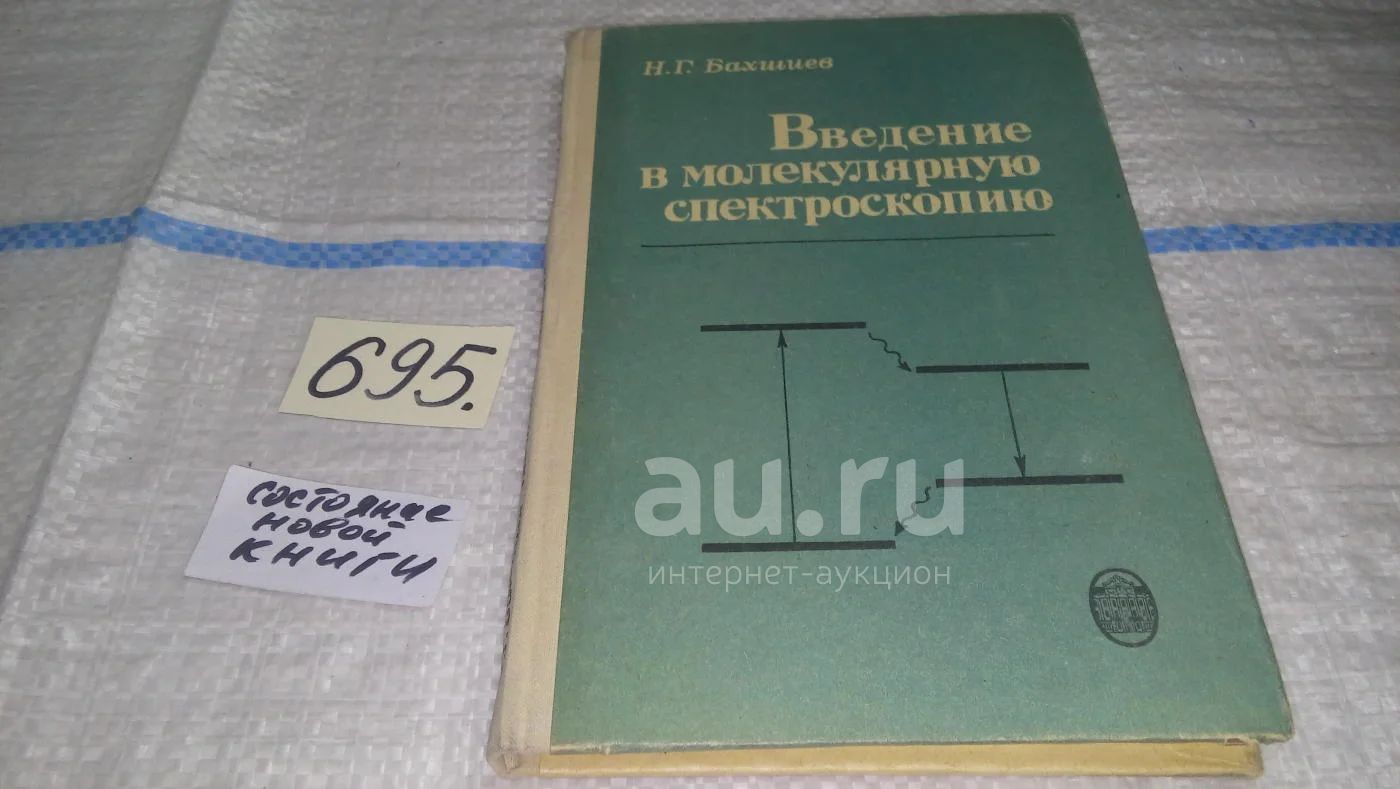 Н.Г. Бахшиев
Введение
в молекулярную
спектроскопию
695.
состояние
новой
книги
au.ru
интернет-аукцион